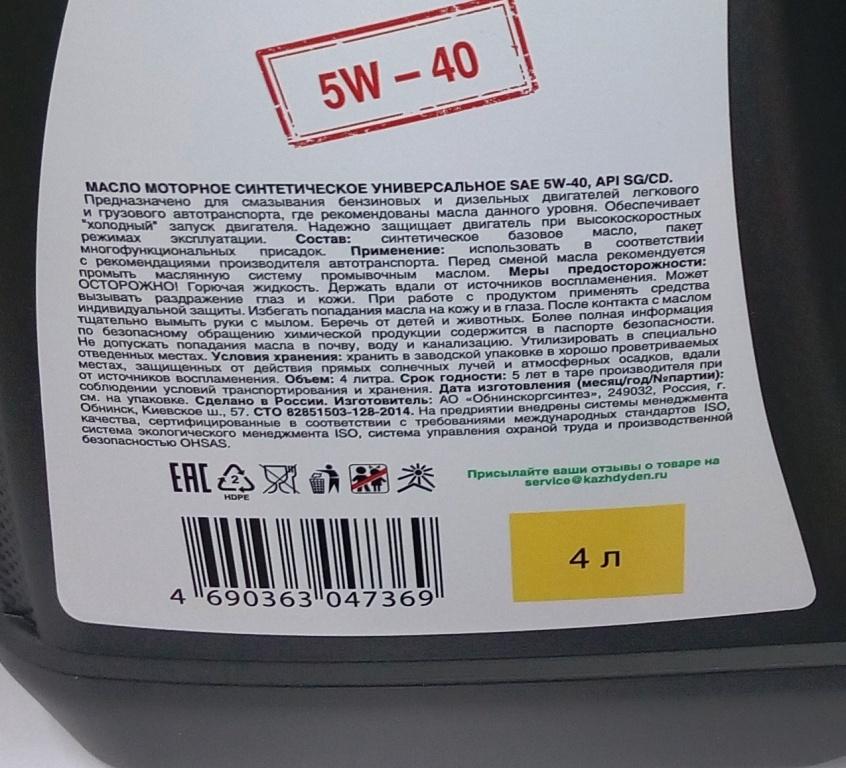 5W – 40
МАСЛО МОТОРНОЕ СИНТЕТИЧЕСКОЕ УНИВЕРСАЛЬНОЕ SAE 5W-40, API SG/CD.
Предназначено для смазывания бензиновых и дизельных двигателей легкового
и грузового автотранспорта, где рекомендованы масла данного уровня. Обеспечивает
"холодный" запуск двигателя. Надежно защищает двигатель при высокоскоростных
режимах эксплуатации. Состав: синтетическое базовое масло, пакет
многофункциональных присадок. Применение: использовать в соответствии
с рекомендациями производителя автотранспорта. Перед сменой масла рекомендуется
промыть маслянную систему промывочным маслом. Меры предосторожности:
ОСТОРОЖНО! Горючая жидкость. Держать вдали от источников воспламенения. Может
вызывать раздражение глаз и кожи. При работе с продуктом применять средства
индивидуальной защиты. Избегать попадания масла на кожу и в глаза. После контакта с маслом
тщательно вымыть руки с мылом. Беречь от детей и животных. Более полная информация
по безопасному обращению химической продукции содержится в паспорте безопасности.
Не допускать попадания масла в почву, воду и канализацию. Утилизировать в специально
отведенных местах. Условия хранения: хранить в заводской упаковке в хорошо проветриваемых
местах, защищенных от действия прямых солнечных лучей и атмосферных осадков, вдали
от источников воспламенения. Объем: 4 литра. Срок годности: 5 лет в таре производителя при
соблюдении условий транспортирования и хранения. Дата изготовления (месяц/год/№партии):
см. на упаковке. Сделано в России. Изготовитель: АО «Обнинскоргсинтез», 249032, Россия, г.
Обнинск, Киевское ш., 57. СТО 82851503-128-2014. На предриятии внедрены системы менеджмента
качества, сертифицированные в соответствии с требованиями международных стандартов ISO,
система экологического менеджмента ISO, система управления охраной труда и производственной
безопасностью OHSAS.
ЕАС 2 HDPE
Присылайте ваши отзывы о товаре на
service@kazhdyden.ru
4 690363 047369
4 л